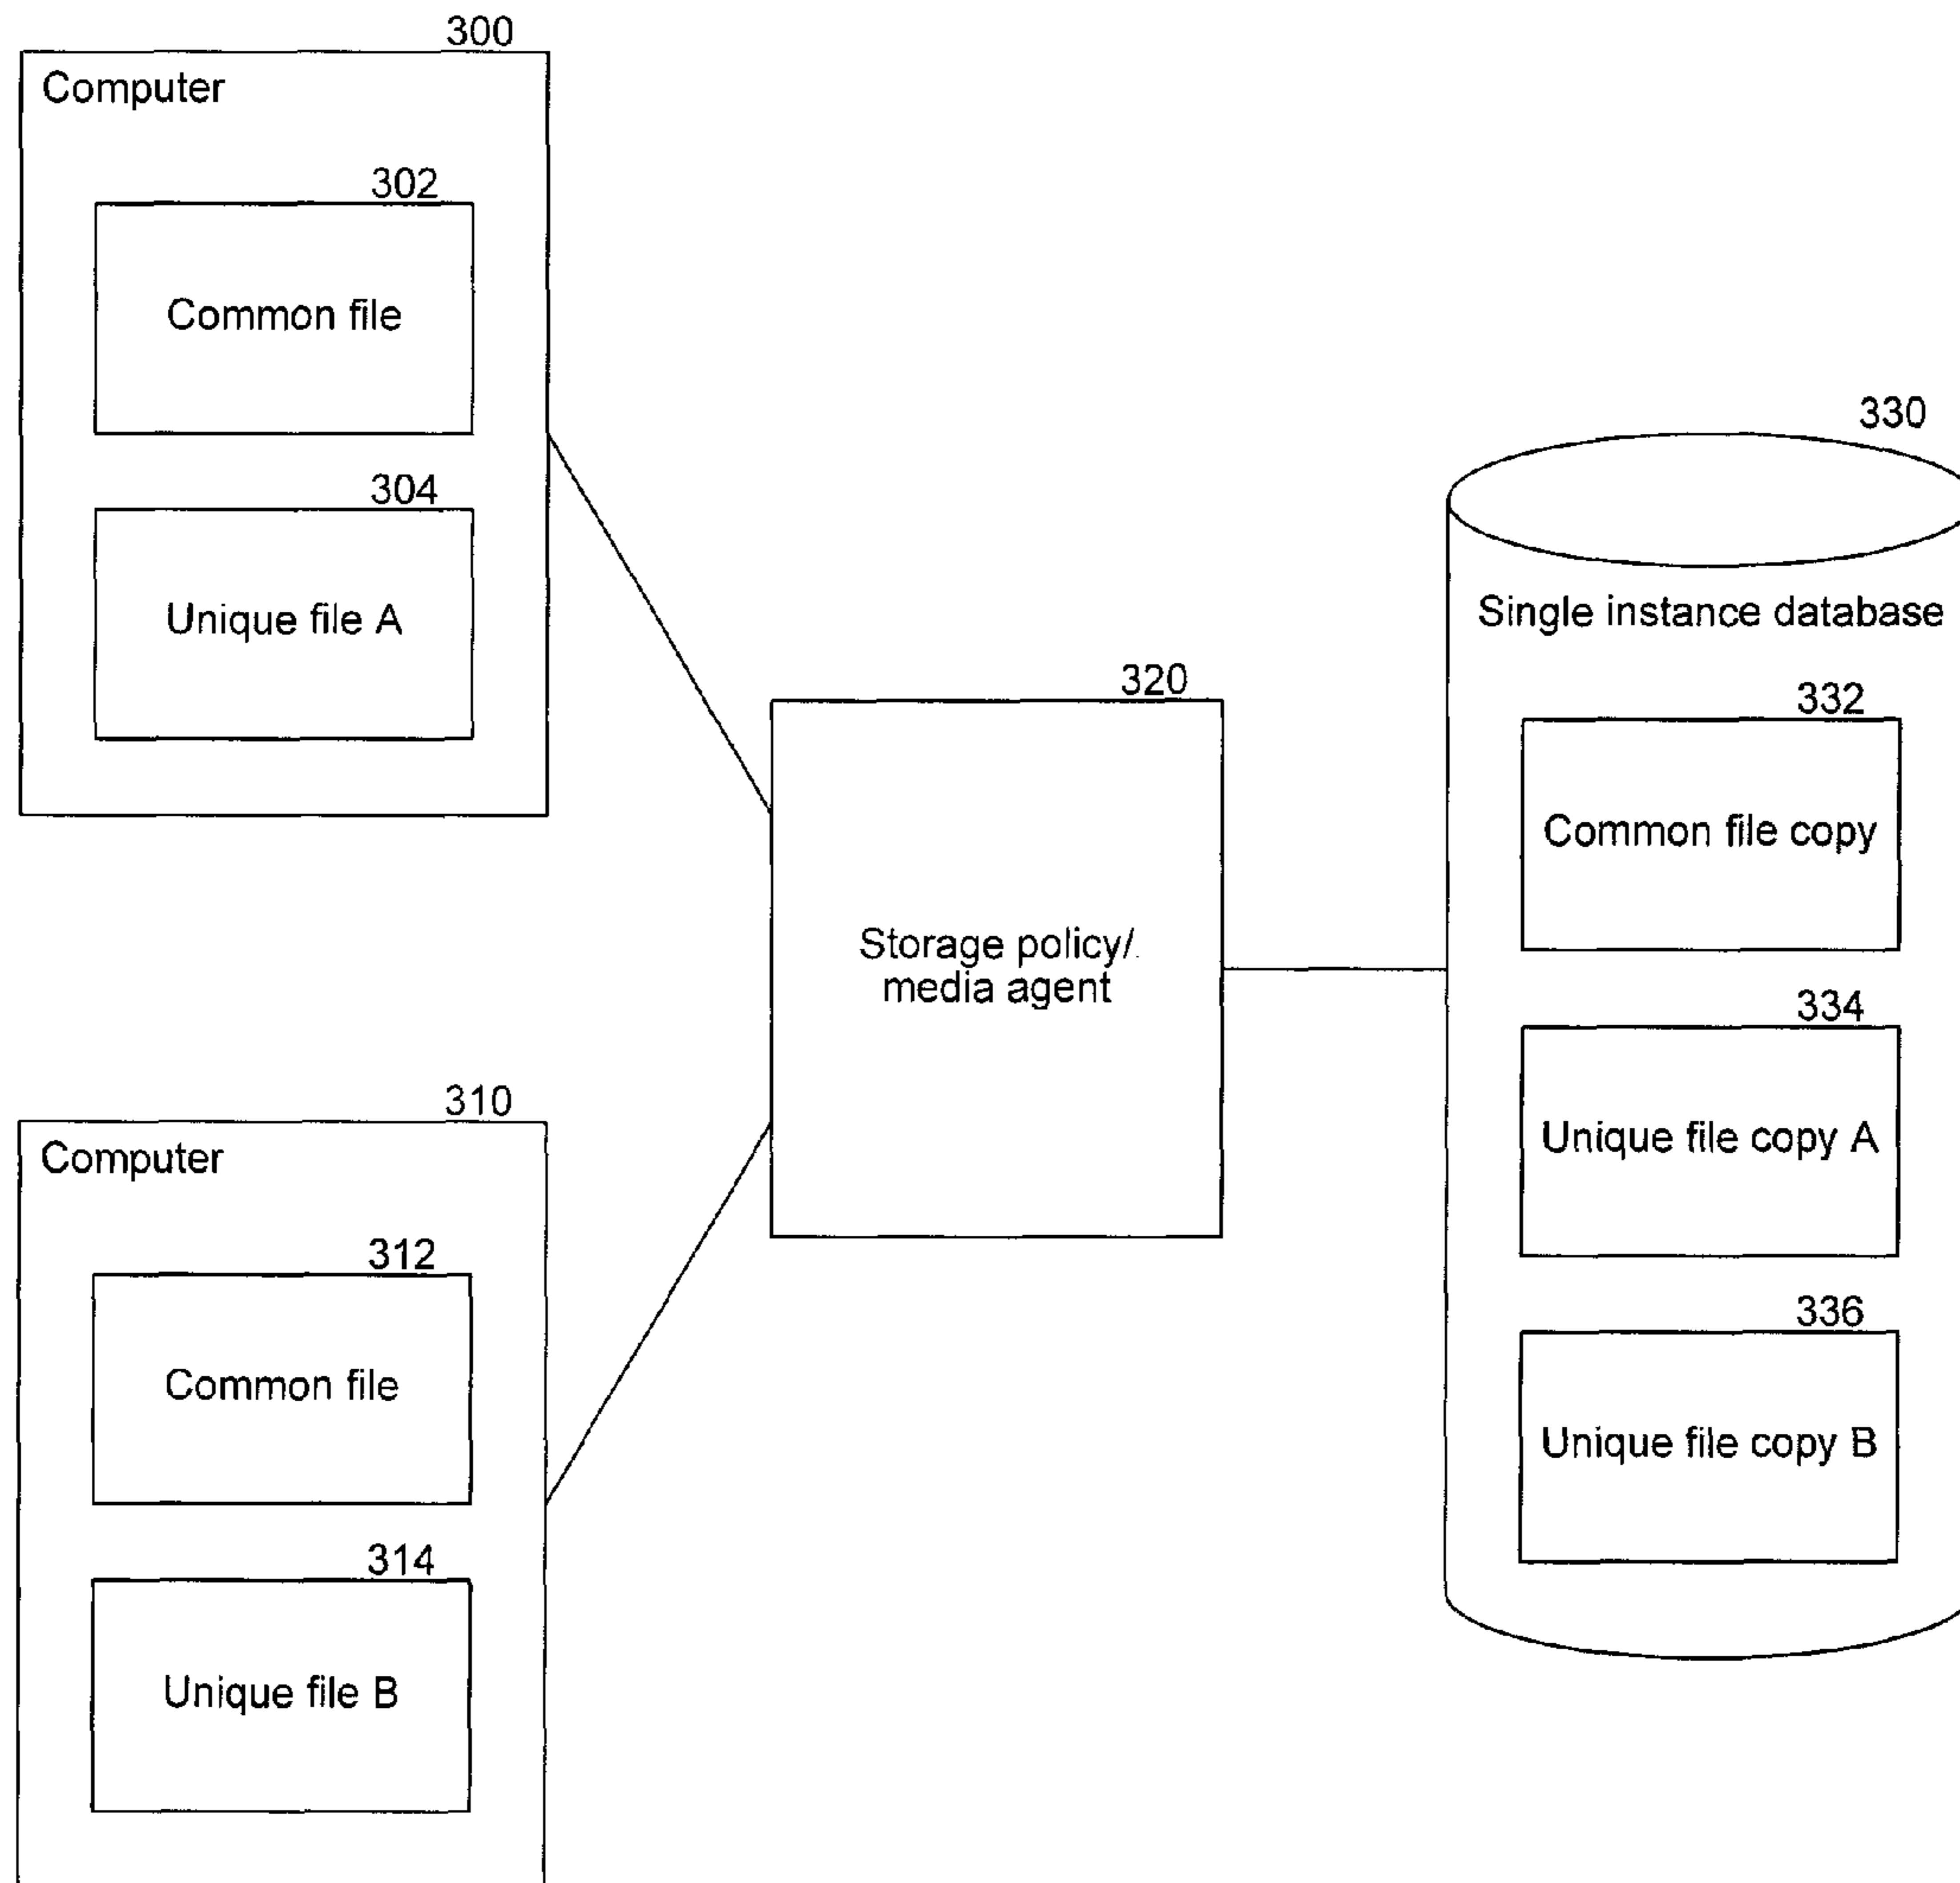 300
Computer
302
Common file
304
Unique file A
310
Computer
312
Common file
314
Unique file B
320
Storage policy/
media agent
330
Single instance database
332
Common file copy
334
Unique file copy A
336
Unique file copy B